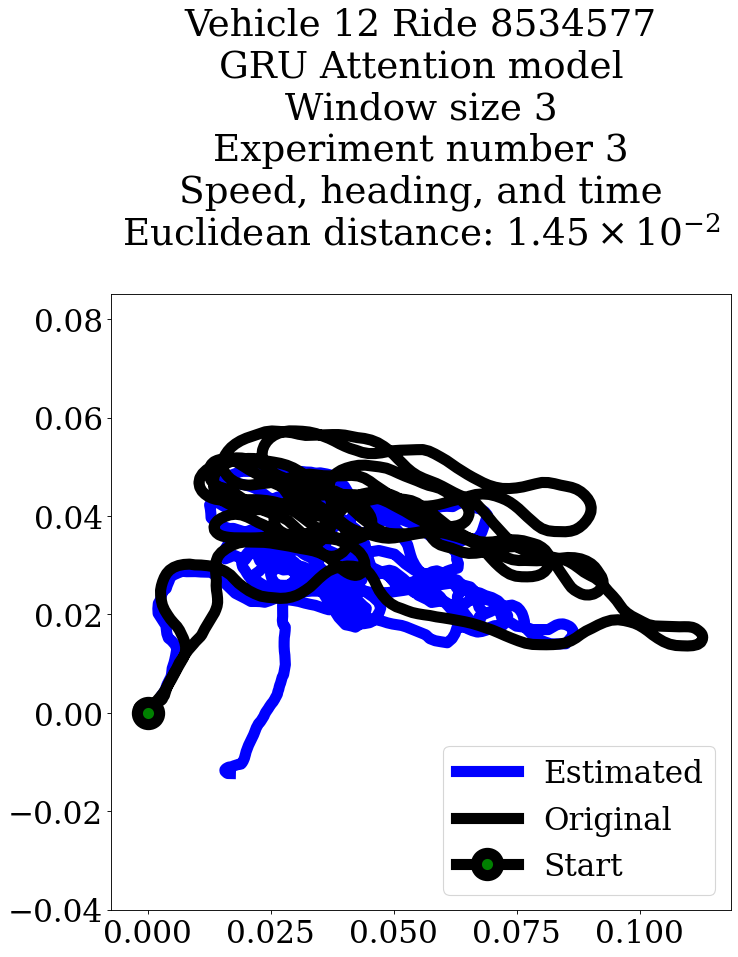 Vehicle 12 Ride 8534577
GRU Attention model
Window size 3
Experiment number 3
Speed, heading, and time
Euclidean distance: 1.45 × 10⁻²
0.08
0.06
0.04
0.02
0.00
−0.02
−0.04
0.000 0.025 0.050 0.075 0.100
Estimated
Original
Start